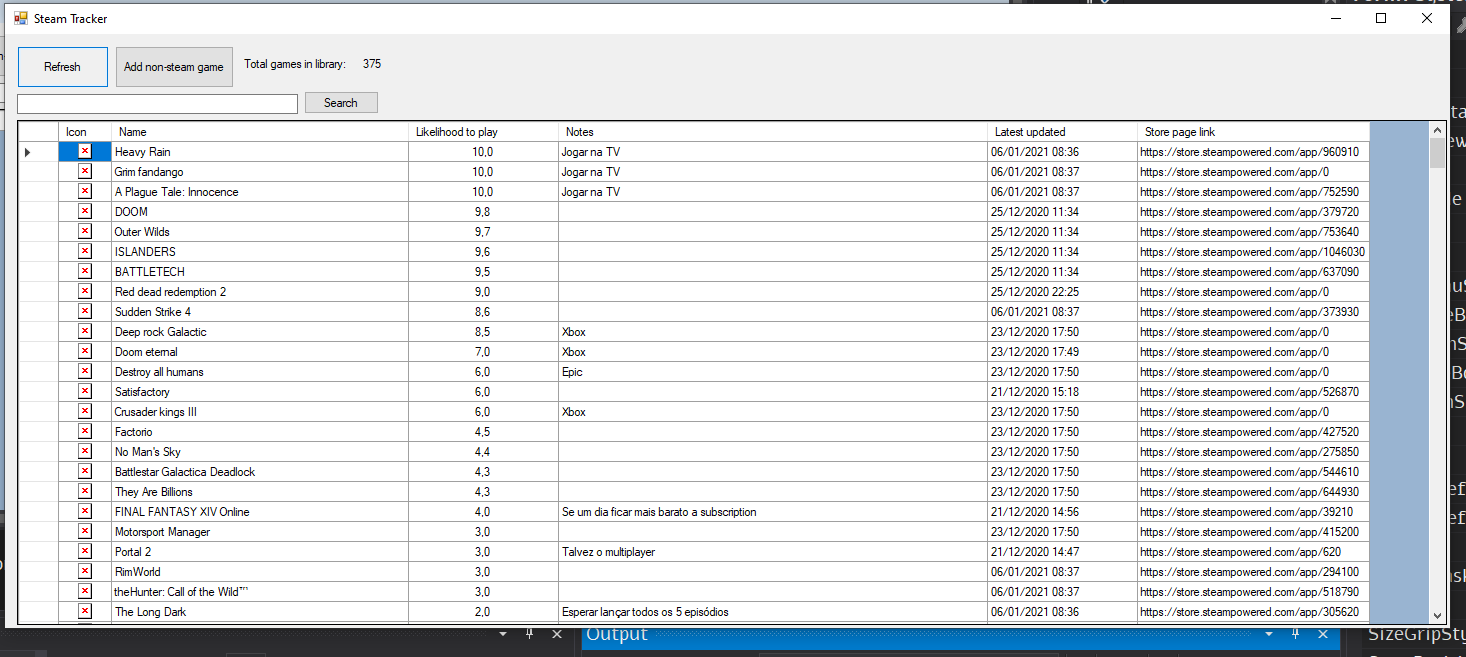 Steam Tracker
Refresh Add non-steam game Total games in library: 375
Search
Icon Name Likelihood to play Notes Latest updated Store page link
Heavy Rain 10,0 Jogar na TV 06/01/2021 08:36 https://store.steampowered.com/app/960910
Grim fandango 10,0 Jogar na TV 06/01/2021 08:37 https://store.steampowered.com/app/0
A Plague Tale: Innocence 10,0 Jogar na TV 06/01/2021 08:37 https://store.steampowered.com/app/752590
DOOM 9,8 25/12/2020 11:34 https://store.steampowered.com/app/379720
Outer Wilds 9,7 25/12/2020 11:34 https://store.steampowered.com/app/753640
ISLANDERS 9,6 25/12/2020 11:34 https://store.steampowered.com/app/1046030
BATTLETECH 9,5 25/12/2020 11:34 https://store.steampowered.com/app/637090
Red dead redemption 2 9,0 25/12/2020 22:25 https://store.steampowered.com/app/0
Sudden Strike 4 8,6 06/01/2021 08:37 https://store.steampowered.com/app/373930
Deep rock Galactic 8,5 Xbox 23/12/2020 17:50 https://store.steampowered.com/app/0
Doom eternal 7,0 Xbox 23/12/2020 17:49 https://store.steampowered.com/app/0
Destroy all humans 6,0 Epic 23/12/2020 17:50 https://store.steampowered.com/app/0
Satisfactory 6,0 21/12/2020 15:18 https://store.steampowered.com/app/526870
Crusader kings III 6,0 Xbox 23/12/2020 17:50 https://store.steampowered.com/app/0
Factorio 4,5 23/12/2020 17:50 https://store.steampowered.com/app/427520
No Man's Sky 4,4 23/12/2020 17:50 https://store.steampowered.com/app/275850
Battlestar Galactica Deadlock 4,3 23/12/2020 17:50 https://store.steampowered.com/app/544610
They Are Billions 4,3 23/12/2020 17:50 https://store.steampowered.com/app/644930
FINAL FANTASY XIV Online 4,0 Se um dia ficar mais barato a subscription 21/12/2020 14:56 https://store.steampowered.com/app/39210
Motorsport Manager 3,0 23/12/2020 17:50 https://store.steampowered.com/app/415200
Portal 2 3,0 Talvez o multiplayer 21/12/2020 14:47 https://store.steampowered.com/app/620
RimWorld 3,0 06/01/2021 08:37 https://store.steampowered.com/app/294100
theHunter: Call of the Wild™ 3,0 06/01/2021 08:37 https://store.steampowered.com/app/518790
The Long Dark 2,0 Esperar lançar todos os 5 episódios 06/01/2021 08:36 https://store.steampowered.com/app/305620
Output
SizeGripSty